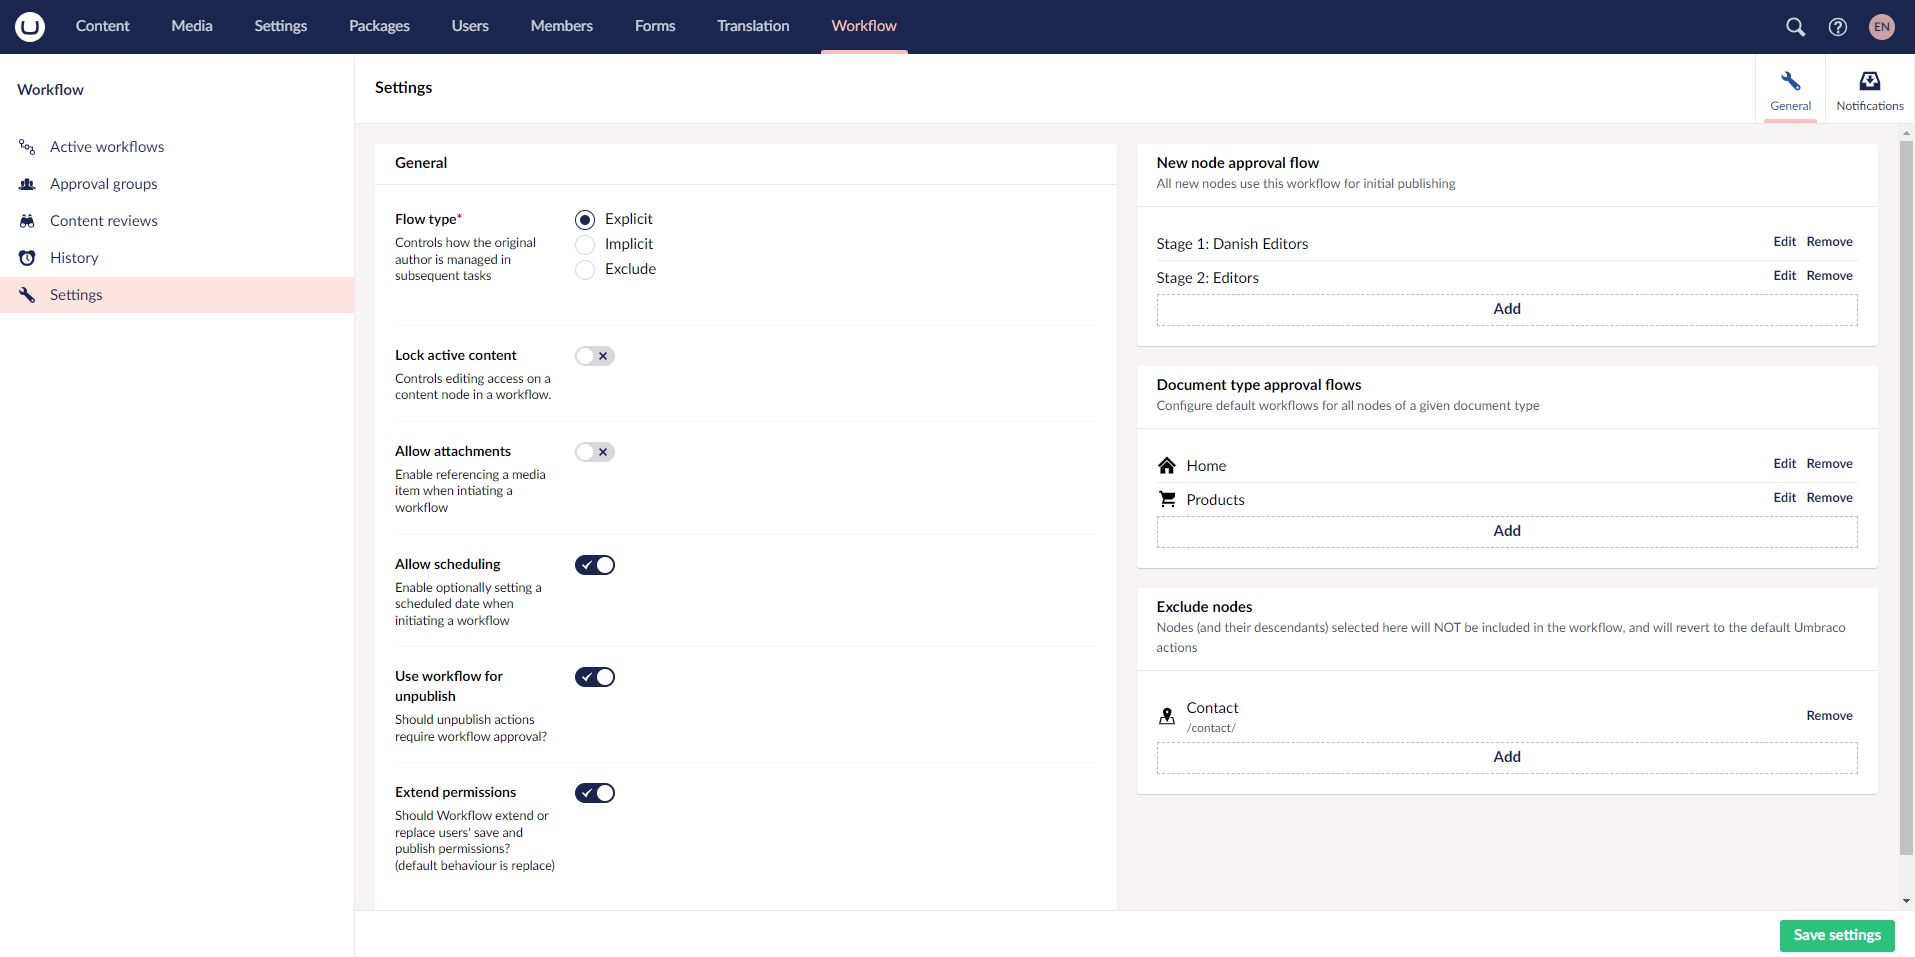 Content Media Settings Packages Users Members Forms Translation Workflow EN
Workflow
Active workflows
Approval groups
Content reviews
History
Settings
Settings
General
Notifications
General
Flow type*
Controls how the original
author is managed in
subsequent tasks
Explicit
Implicit
Exclude
Lock active content
Controls editing access on a
content node in a workflow.
Allow attachments
Enable referencing a media
item when intiating a
workflow
Allow scheduling
Enable optionally setting a
scheduled date when
initiating a workflow
Use workflow for
unpublish
Should unpublish actions
require workflow approval?
Extend permissions
Should Workflow extend or
replace users' save and
publish permissions?
(default behaviour is replace)
New node approval flow
All new nodes use this workflow for initial publishing
Stage 1: Danish Editors Edit Remove
Stage 2: Editors Edit Remove
Add
Document type approval flows
Configure default workflows for all nodes of a given document type
Home Edit Remove
Products Edit Remove
Add
Exclude nodes
Nodes (and their descendants) selected here will NOT be included in the workflow, and will revert to the default Umbraco
actions
Contact
/contact/
Remove
Add
Save settings